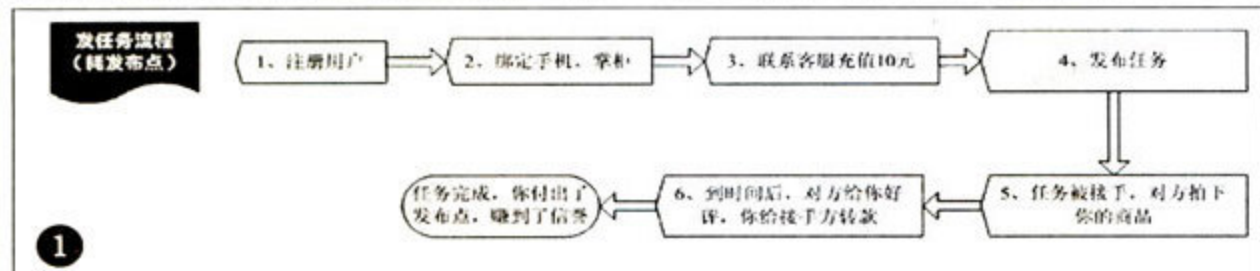 发任务流程
（耗发布点）
1、注册用户
2、绑定手机、掌柜
3、联系客服充值10元
4、发布任务
5、任务被接手，对方拍下
你的商品
6、到时间后，对方给你好
评，你给接手方转款
任务完成，你付出了
发布点，赚到了信誉
1